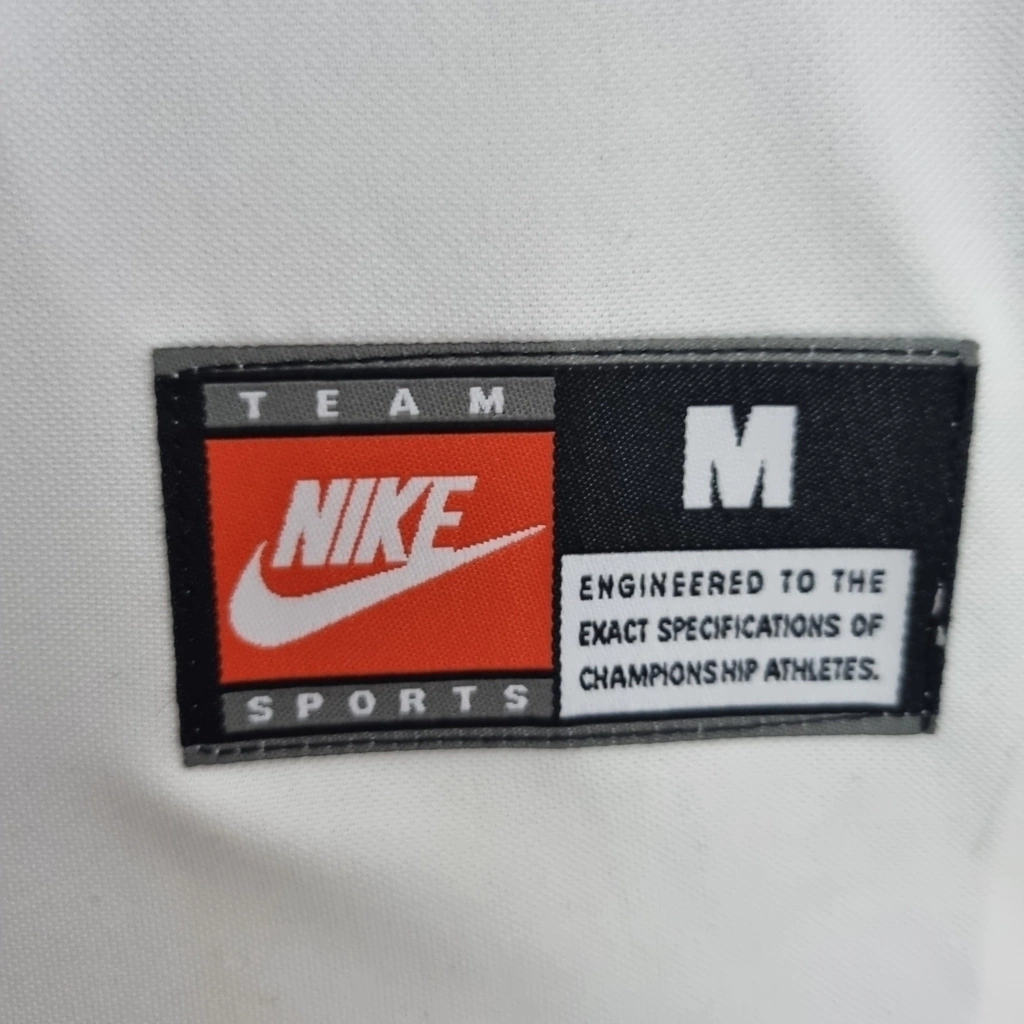 TEAM
NIKE
SPORTS
M
ENGINEERED TO THE
EXACT SPECIFICATIONS OF
CHAMPIONSHIP ATHLETES.